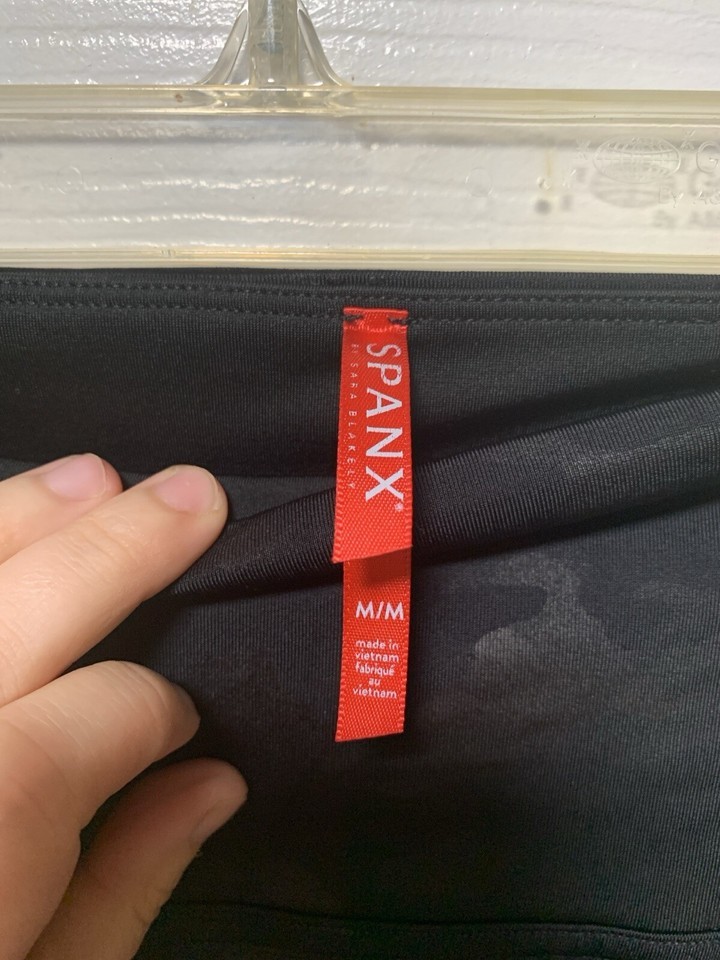 SPANX®
BY SARA BLAKELY
M/M
made in
vietnam
fabriqué
au
vietnam